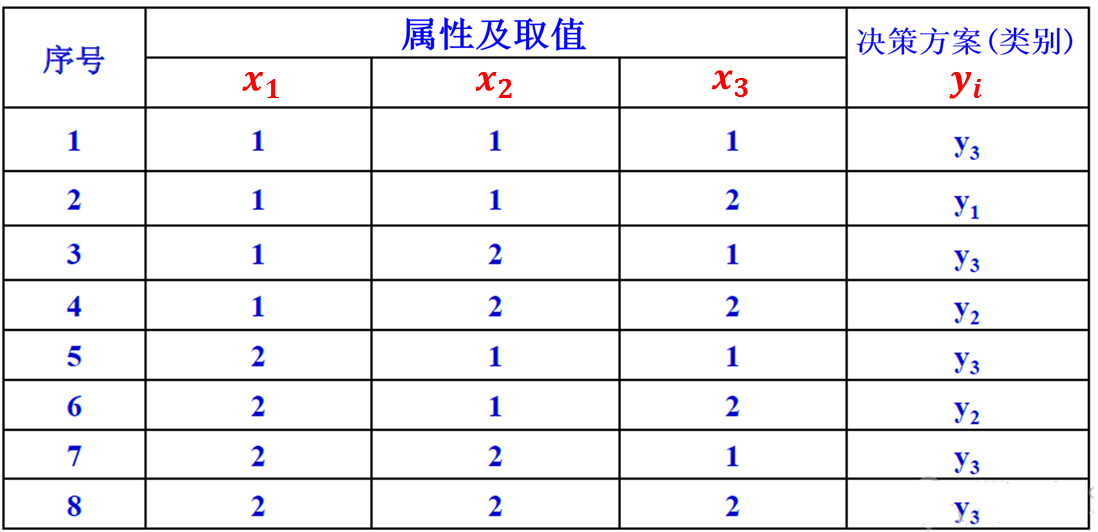 序号 属性及取值 决策方案(类别)
x1 x2 x3 yi
1 1 1 1 y3
2 1 1 2 y1
3 1 2 1 y3
4 1 2 2 y2
5 2 1 1 y3
6 2 1 2 y2
7 2 2 1 y3
8 2 2 2 y3